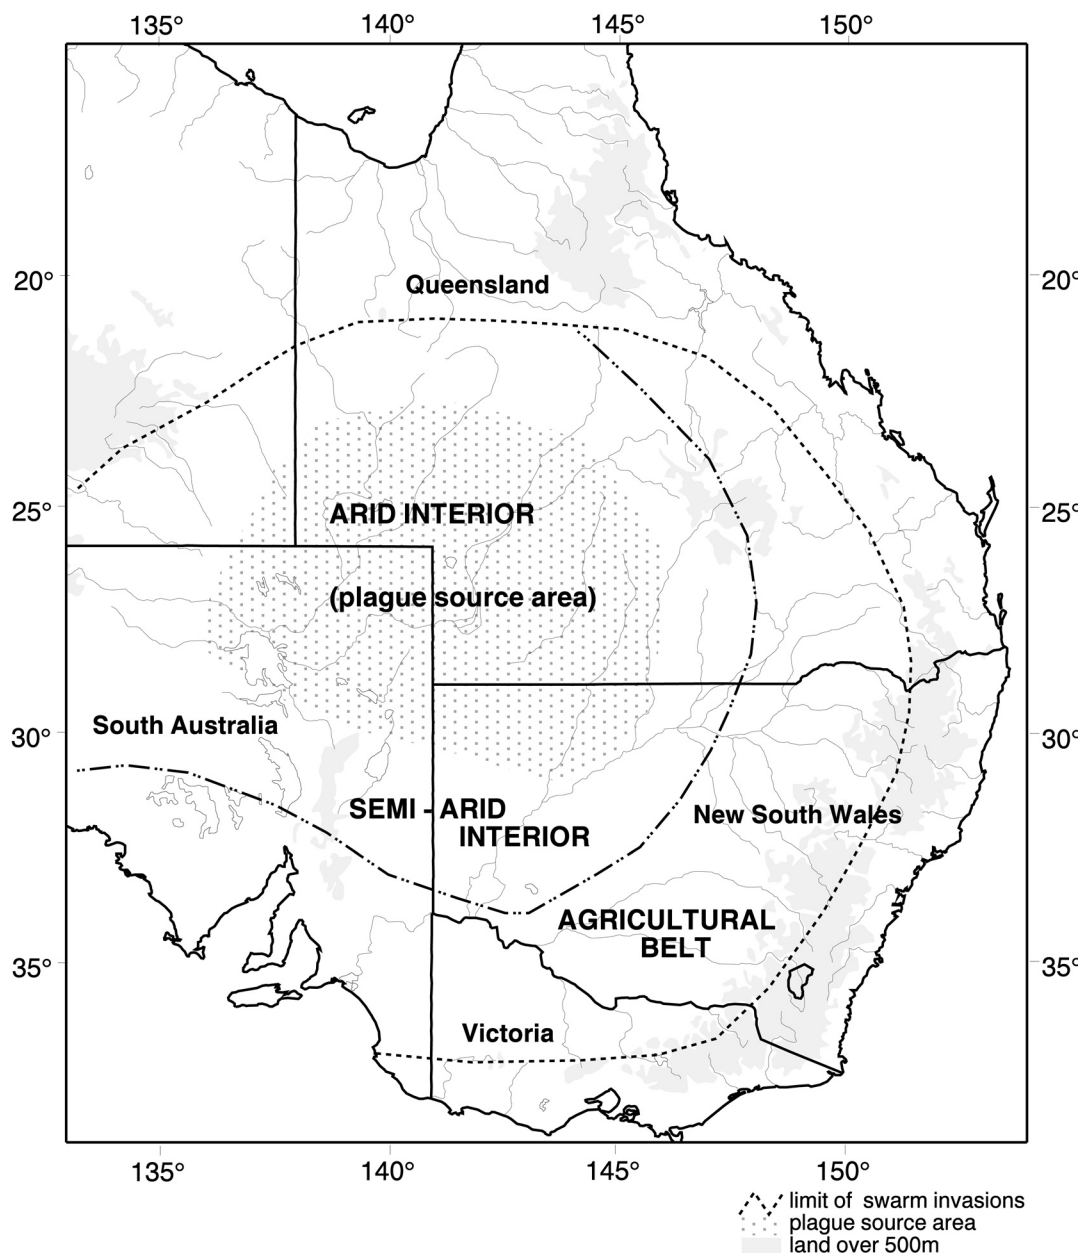 135° 140° 145° 150°
20° 20°
Queensland
25° 25°
ARID INTERIOR
(plague source area)
South Australia
30° 30°
SEMI - ARID
INTERIOR
New South Wales
AGRICULTURAL
BELT
35° 35°
Victoria
135° 140° 145° 150°
limit of swarm invasions
plague source area
land over 500m